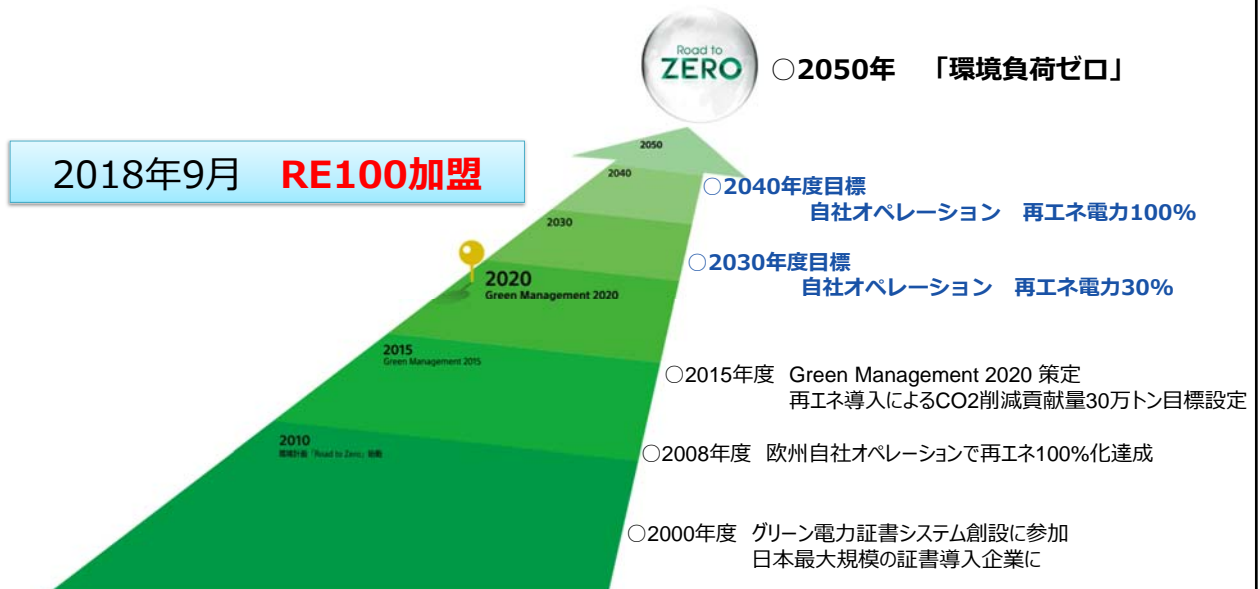 Road to
ZERO
○2050年 「環境負荷ゼロ」
2018年9月 RE100加盟
2050
2040
○2040年度目標
自社オペレーション 再エネ電力100%
2030
○2030年度目標
自社オペレーション 再エネ電力30%
2020
Green Management 2020
2015
Green Management 2015
○2015年度 Green Management 2020 策定
再エネ導入によるCO2削減貢献量30万トン目標設定
2010
環境計画「Road to Zero」始動
○2008年度 欧州自社オペレーションで再エネ100%化達成
○2000年度 グリーン電力証書システム創設に参加
日本最大規模の証書導入企業に